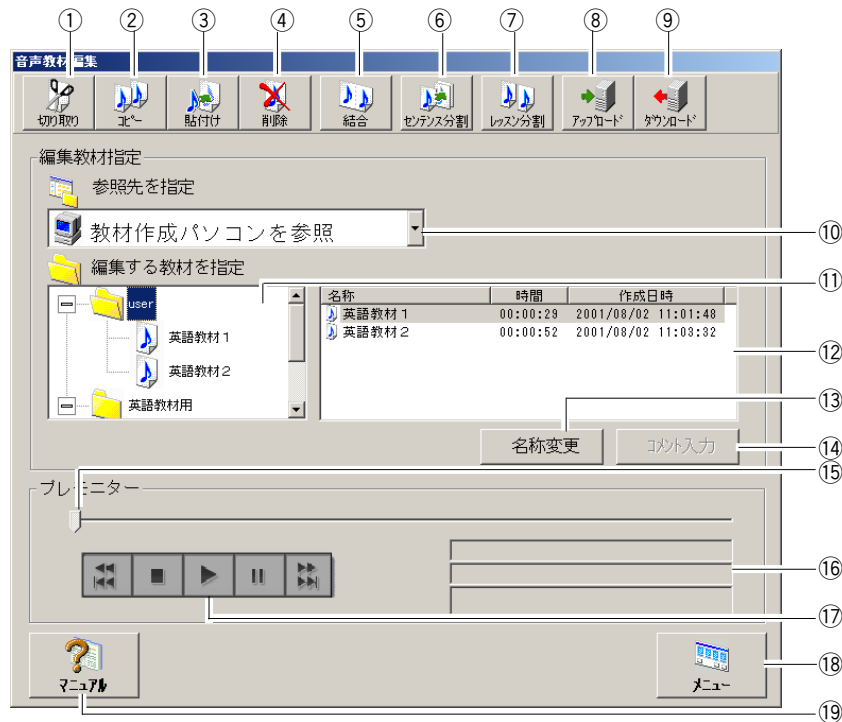 ① ② ③ ④ ⑤ ⑥ ⑦ ⑧ ⑨
音声教材編集
切り取り コピー 貼付け 削除 結合 センテンス分割 レッスン分割 アップロード ダウンロード
編集教材指定
参照先を指定
教材作成パソコンを参照
⑩
編集する教材を指定
⑪
user
英語教材1
英語教材2
英語教材用
名称 時間 作成日時
英語教材1 00:00:29 2001/08/02 11:01:48
英語教材2 00:00:52 2001/08/02 11:03:32
⑫
⑬
名称変更 コメント入力
⑭
⑮
プレモニター
⑯
⑰
マニュアル メニュー
⑱
⑲